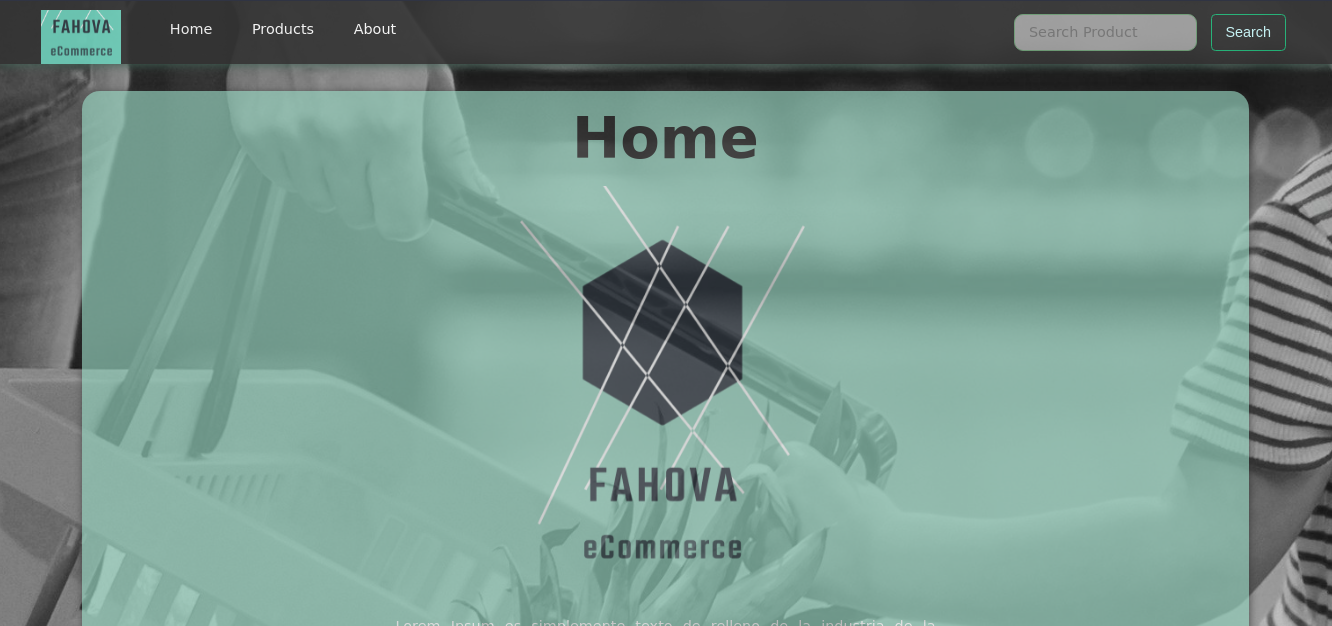 FAHOVA
eCommerce
Home
Products
About
Search Product
Search
Home
FAHOVA
eCommerce
Lorem Ipsum es simplemente texto de relleno de la industria de la